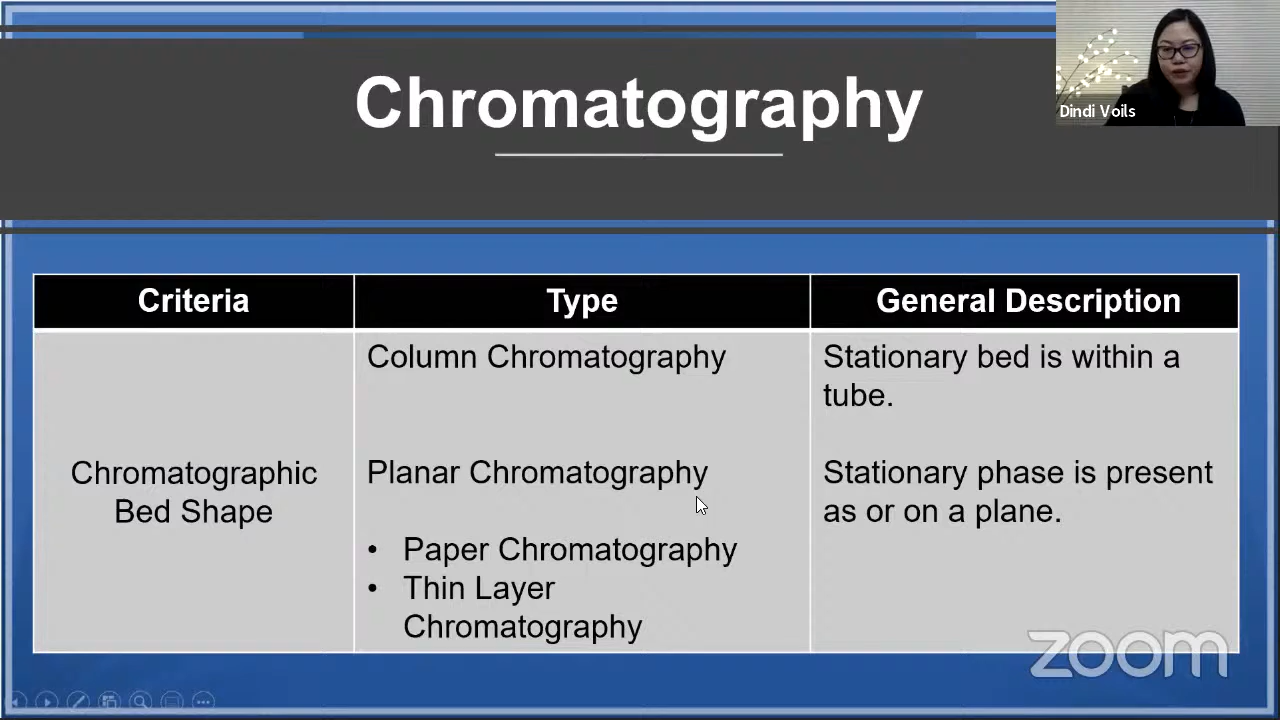 Chromatography
Dindi Voils
Criteria
Type
General Description
Column Chromatography
Stationary bed is within a
tube.
Chromatographic
Bed Shape
Planar Chromatography
Stationary phase is present
as or on a plane.
• Paper Chromatography
• Thin Layer
Chromatography
zoom